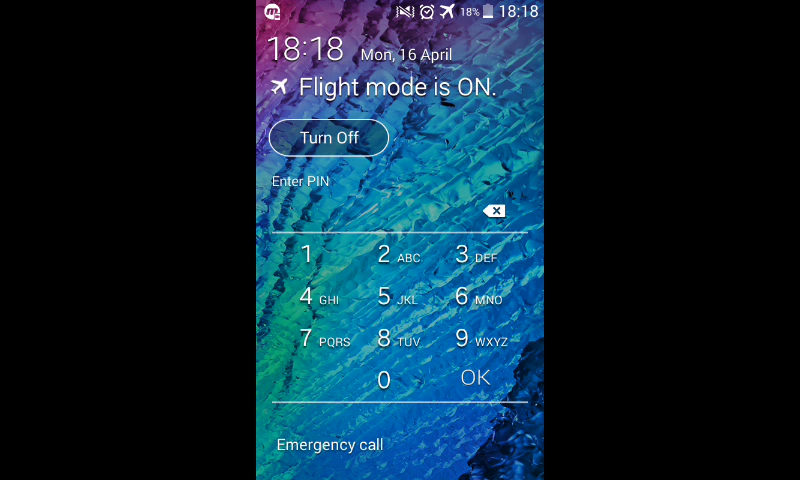 18% 18:18
18:18 Mon, 16 April
Flight mode is ON.
Turn Off
Enter PIN
1 2 ABC 3 DEF
4 GHI 5 JKL 6 MNO
7 PQRS 8 TUV 9 WXYZ
0 OK
Emergency call